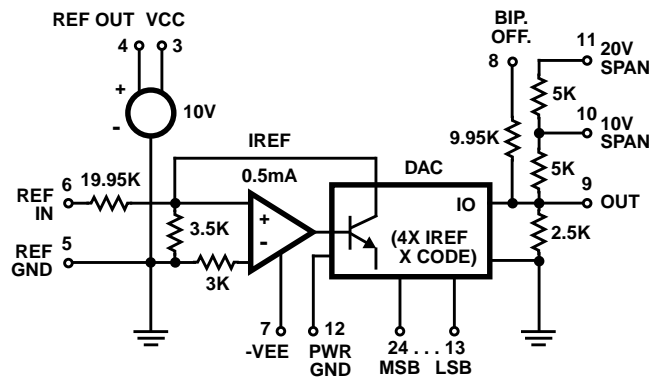 REF OUT VCC
4 3
+
-
10V
BIP.
OFF.
8
11 20V
SPAN
5K
10 10V
SPAN
9.95K
5K
IREF
DAC
6 19.95K
0.5mA
9
REF
IN
IO
OUT
3.5K
+
-
(4X IREF
X CODE)
2.5K
5
REF
GND
3K
7
-VEE
12
PWR
GND
24 . . . 13
MSB LSB